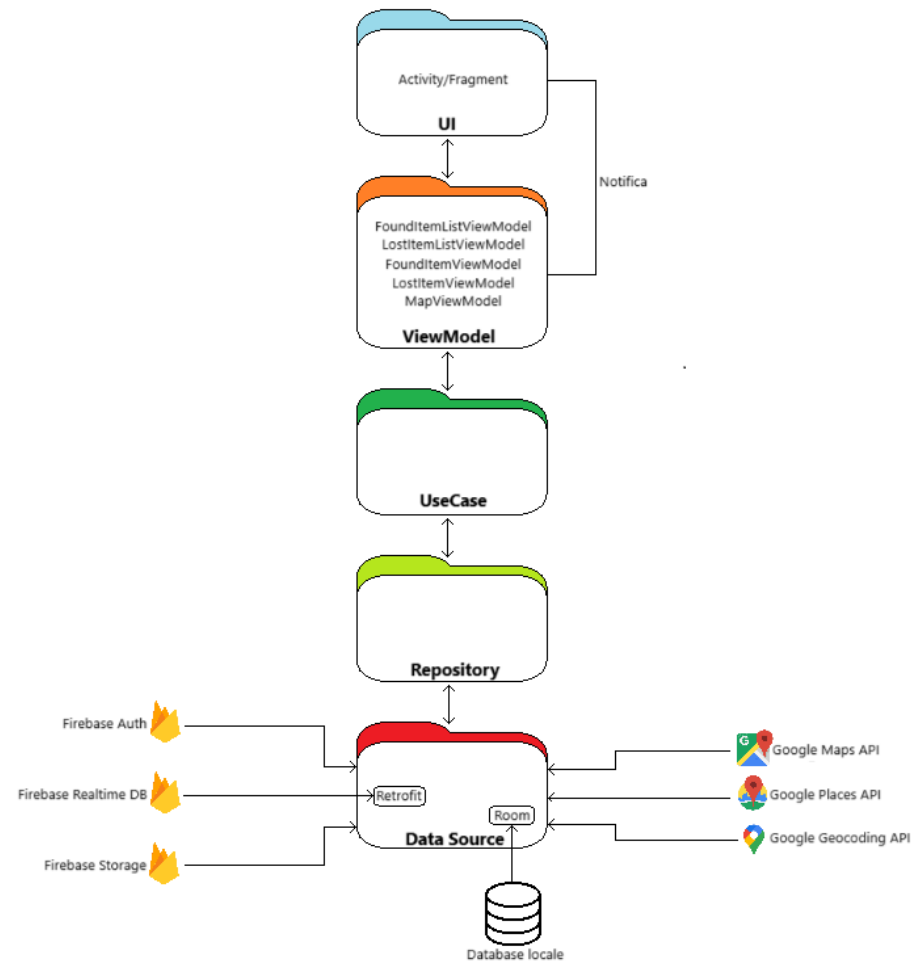 Activity/Fragment
UI
Notifica
FoundItemListViewModel
LostItemListViewModel
FoundItemViewModel
LostItemViewModel
MapViewModel
ViewModel
UseCase
Repository
Firebase Auth
Firebase Realtime DB
Firebase Storage
Retrofit
Room
Data Source
G
Google Maps API
Google Places API
Google Geocoding API
Database locale